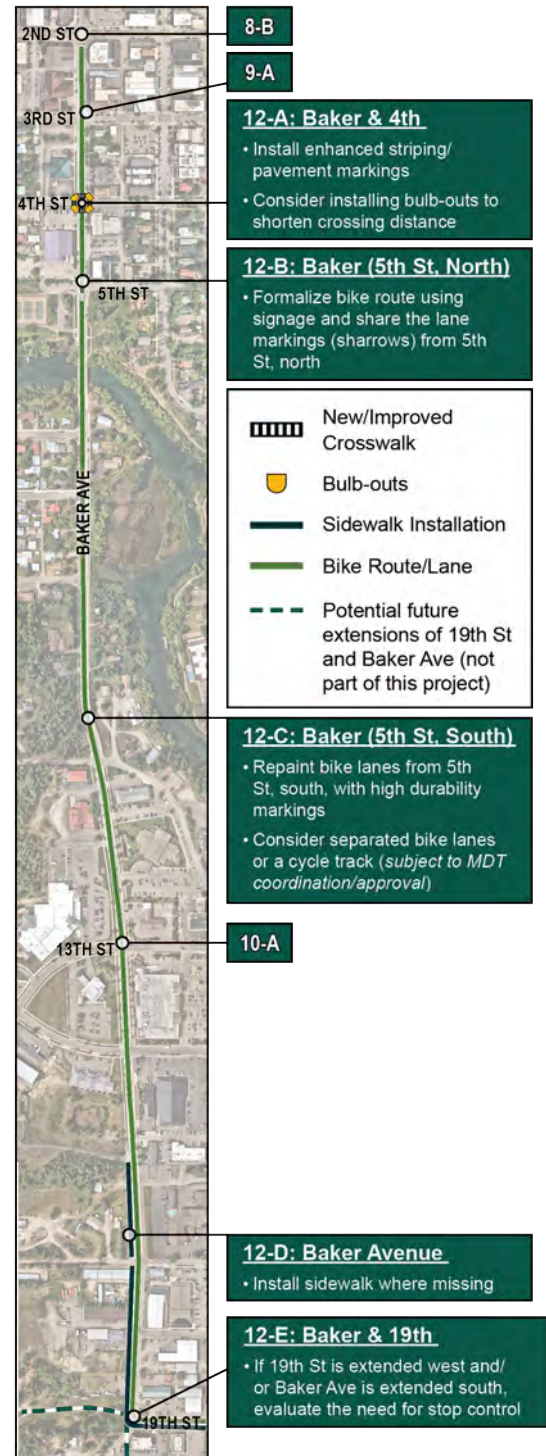 2ND ST
8-B
9-A
3RD ST
12-A: Baker & 4th
• Install enhanced striping/
pavement markings
• Consider installing bulb-outs to
shorten crossing distance
4TH ST
12-B: Baker (5th St, North)
• Formalize bike route using
signage and share the lane
markings (sharrows) from 5th
St, north
5TH ST
New/Improved
Crosswalk
Bulb-outs
Sidewalk Installation
Bike Route/Lane
Potential future
extensions of 19th St
and Baker Ave (not
part of this project)
BAKER AVE
12-C: Baker (5th St, South)
• Repaint bike lanes from 5th
St, south, with high durability
markings
• Consider separated bike lanes
or a cycle track (subject to MDT
coordination/approval)
13TH ST
10-A
12-D: Baker Avenue
• Install sidewalk where missing
12-E: Baker & 19th
• If 19th St is extended west and/
or Baker Ave is extended south,
evaluate the need for stop control
19TH ST